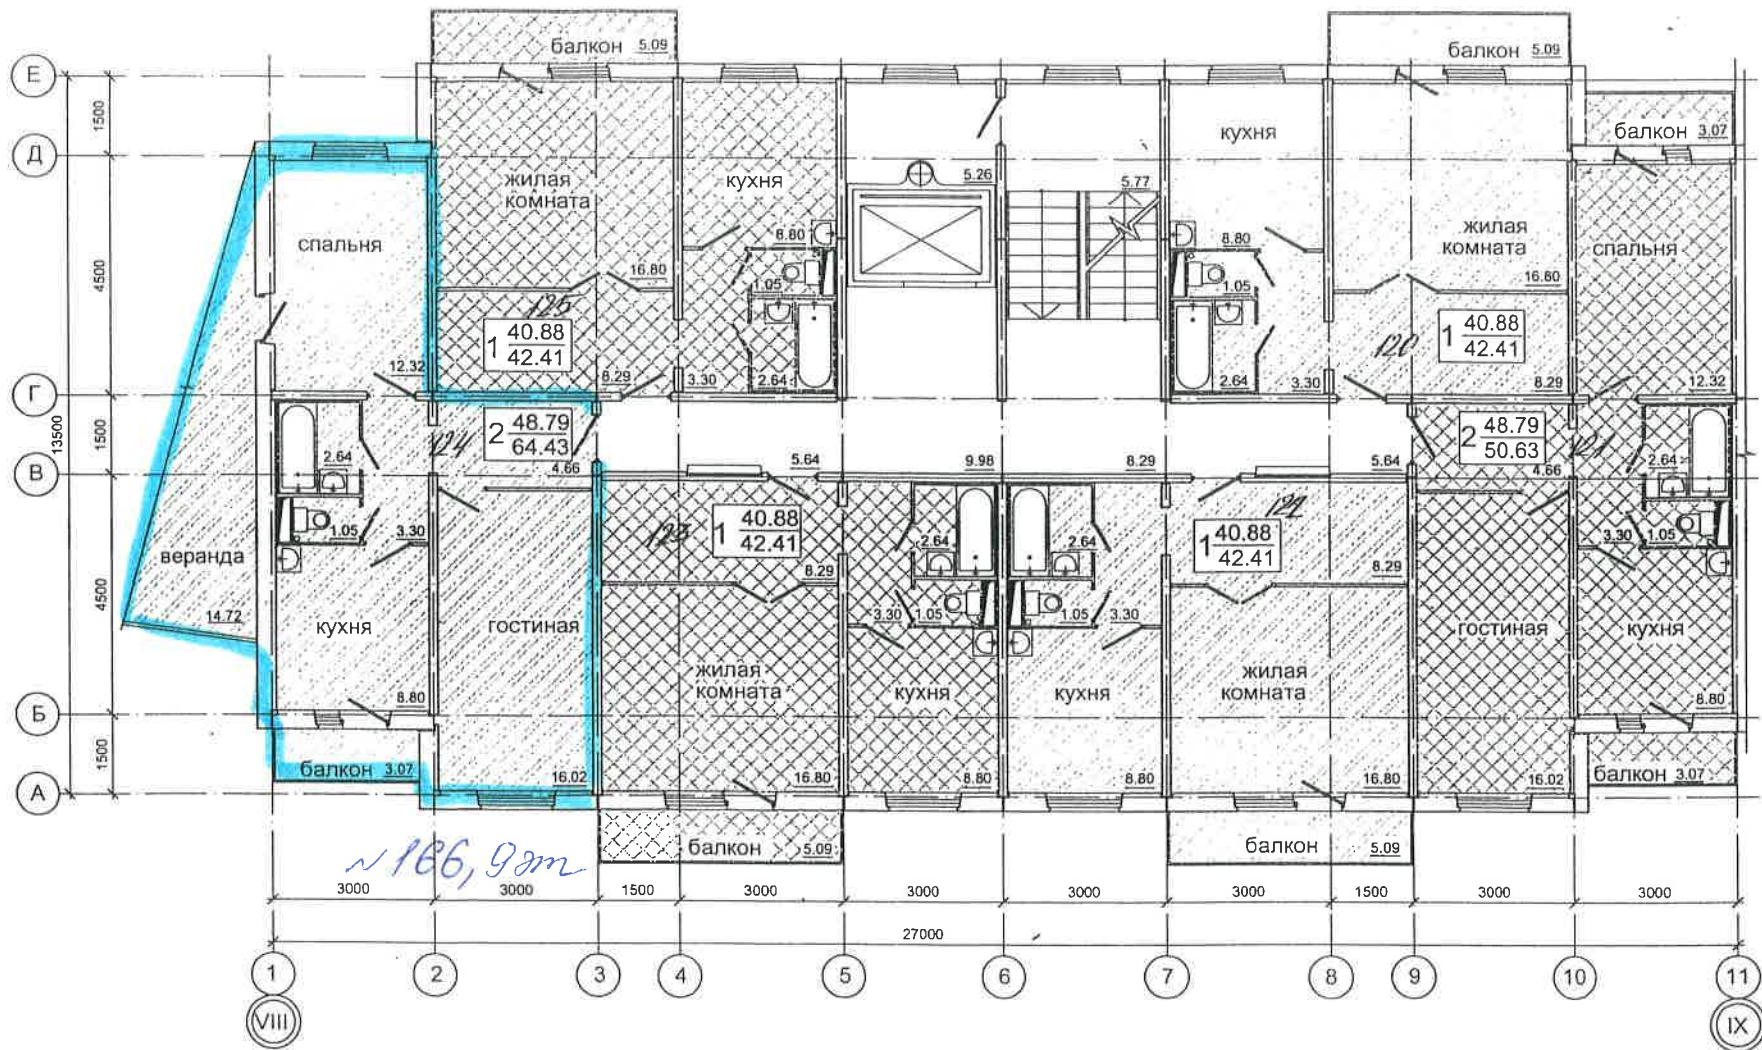 балкон 5.09
балкон 5.09
Е
1500
кухня
балкон 3.07
Д
жилая
комната
кухня
5.26
5.77
спальня
жилая
комната
спальня
4500
8.80
8.80
16.80
16.80
1.05
1.05
125
1 40.88
42.41
120
1 40.88
42.41
12.32
8.29
3.30
2.64
2.64
3.30
8.29
12.32
Г
13500
1500
124
2 48.79
64.43
2 48.79
50.63
121
2.64
4.66
5.64
9.98
8.29
5.64
4.66
2.64
В
123
1 40.88
42.41
122
1 40.88
42.41
1.05
3.30
2.64
2.64
3.30
1.05
веранда
8.29
8.29
4500
14.72
кухня
гостиная
3.30
1.05
1.05
3.30
гостиная
кухня
жилая
комната
кухня
кухня
жилая
комната
8.80
8.80
Б
1500
балкон 3.07
16.02
16.80
8.80
8.80
16.80
16.02
балкон 3.07
А
балкон 5.09
балкон 5.09
№166, 9эт
3000
3000
1500
3000
3000
3000
3000
1500
3000
3000
27000
1
2
3
4
5
6
7
8
9
10
11
VIII
IX